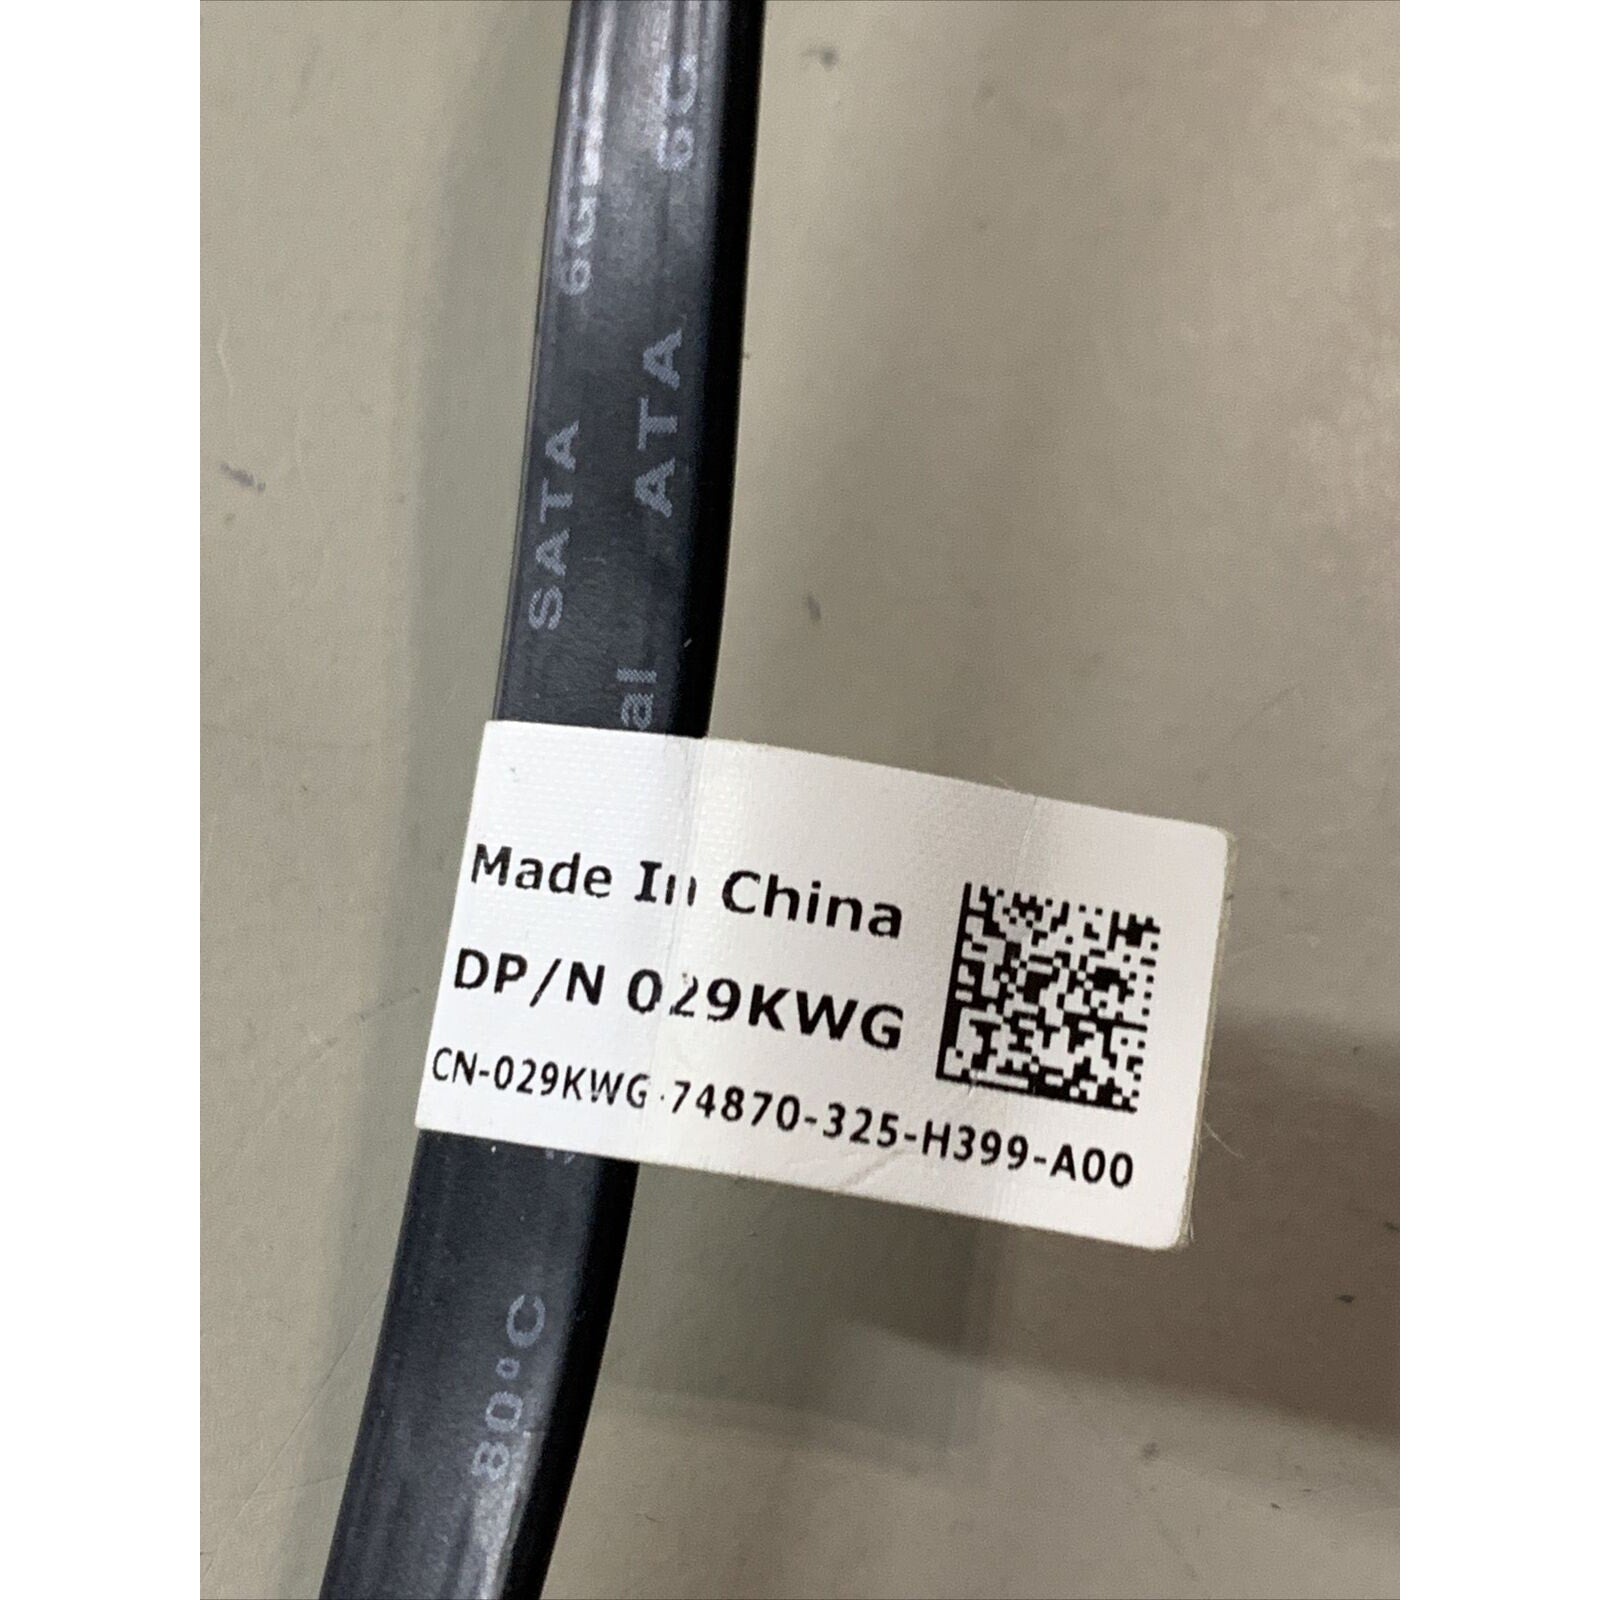 SATA 6G
al ATA 6G
Made In China
DP/N 029KWG
CN-029KWG-74870-325-H399-A00
80°C